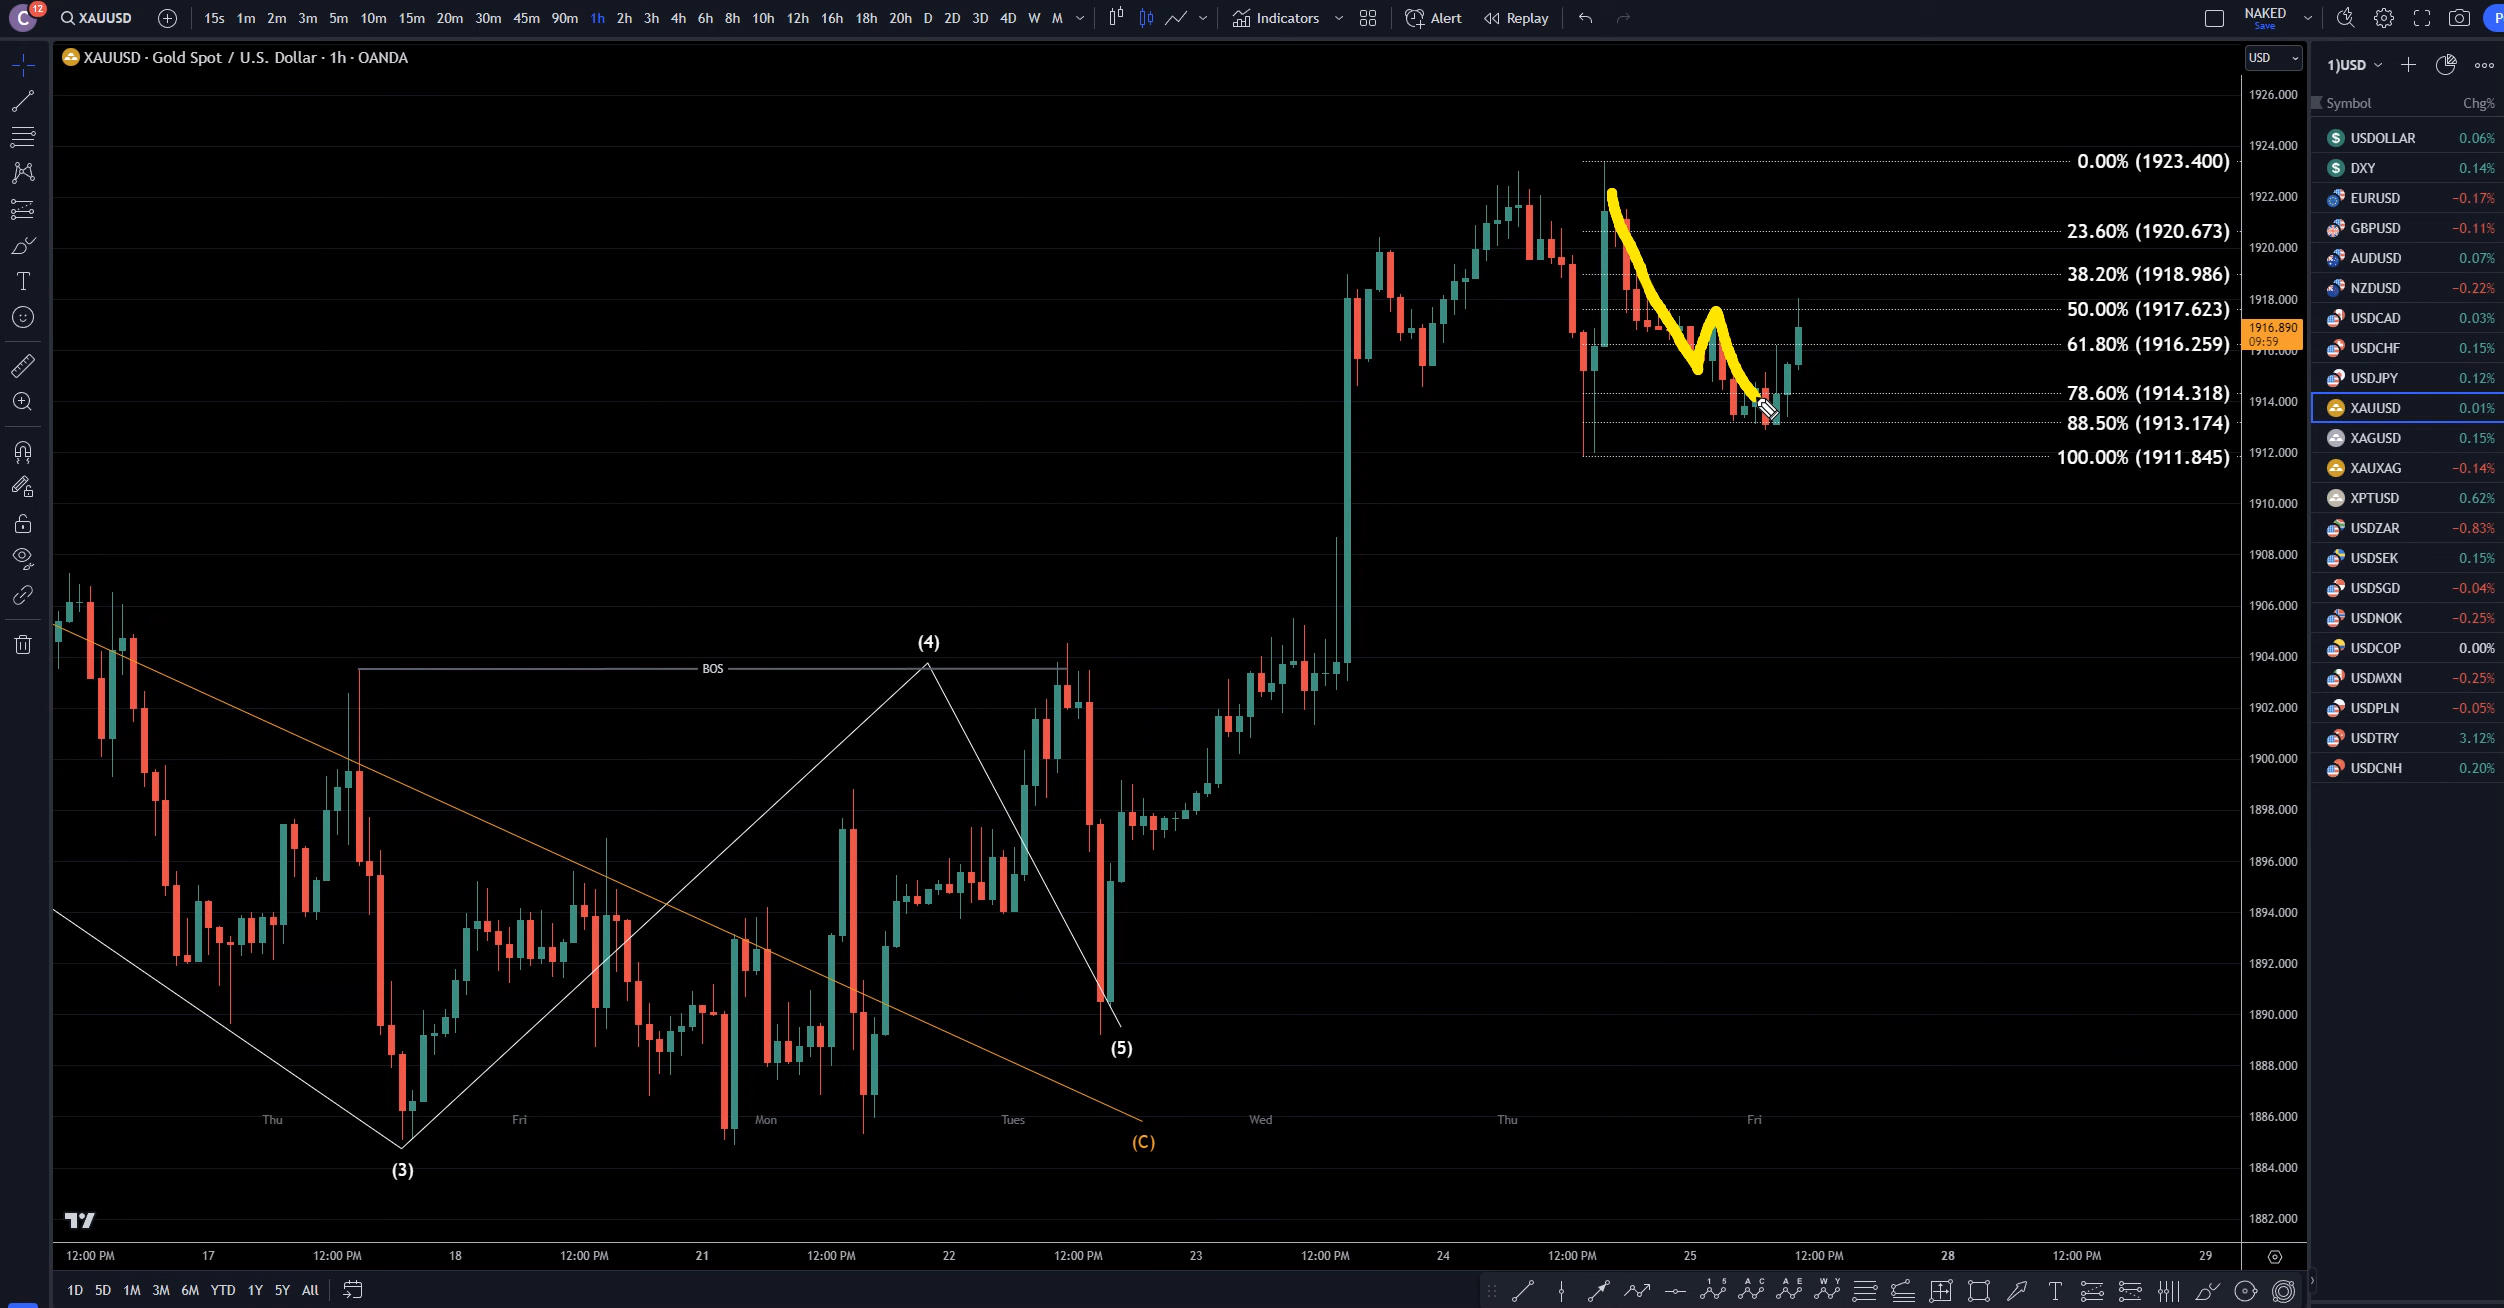 C 12 XAUUSD 15s 1m 2m 3m 5m 10m 15m 20m 30m 45m 90m 1h 2h 3h 4h 6h 8h 10h 12h 16h 18h 20h D 2D 3D 4D W M Indicators Alert Replay NAKED
Save
XAUUSD · Gold Spot / U.S. Dollar · 1h · OANDA
USD
1)USD
Symbol Chg%
USDOLLAR 0.06%
DXY 0.14%
EURUSD −0.17%
GBPUSD −0.11%
AUDUSD 0.07%
NZDUSD −0.22%
USDCAD 0.03%
USDCHF 0.15%
USDJPY 0.12%
XAUUSD 0.01%
XAGUSD 0.15%
XAUXAG −0.14%
XPTUSD 0.62%
USDZAR −0.83%
USDSEK 0.15%
USDSGD −0.04%
USDNOK −0.25%
USDCOP 0.00%
USDMXN −0.25%
USDPLN −0.05%
USDTRY 3.12%
USDCNH 0.20%
0.00% (1923.400)
23.60% (1920.673)
38.20% (1918.986)
50.00% (1917.623)
61.80% (1916.259)
78.60% (1914.318)
88.50% (1913.174)
100.00% (1911.845)
1926.000
1924.000
1922.000
1920.000
1918.000
1916.890
09:59
1916.000
1914.000
1912.000
1910.000
1908.000
1906.000
1904.000
1902.000
1900.000
1898.000
1896.000
1894.000
1892.000
1890.000
1888.000
1886.000
1884.000
1882.000
(4)
BOS
(5)
(C)
(3)
Thu Fri Mon Tues Wed Thu Fri
12:00 PM 17 12:00 PM 18 12:00 PM 21 12:00 PM 22 12:00 PM 23 12:00 PM 24 12:00 PM 25 12:00 PM 28 12:00 PM 29
1D 5D 1M 3M 6M YTD 1Y 5Y All
1 5 A C A E W Y